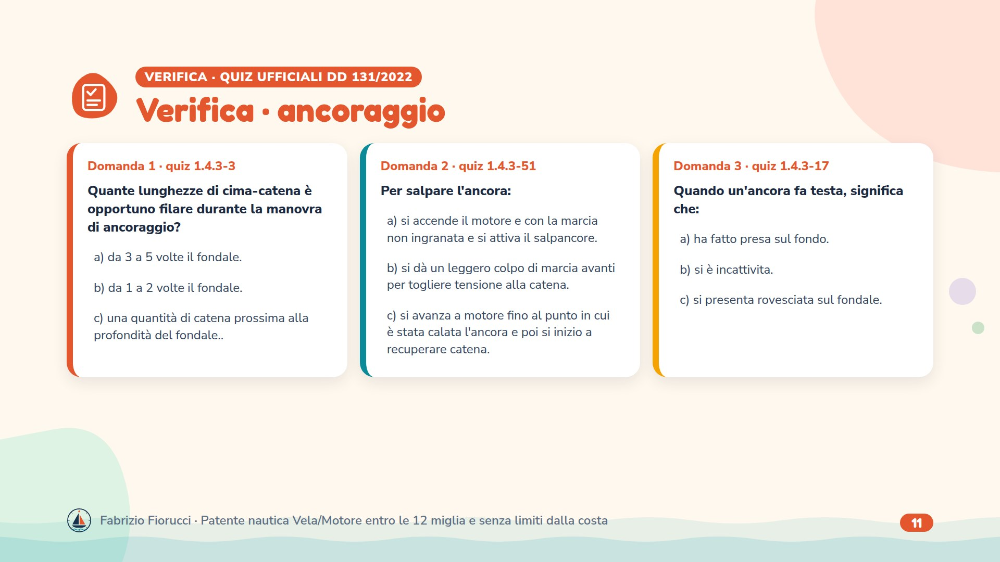 VERIFICA · QUIZ UFFICIALI DD 131/2022
Verifica · ancoraggio
Domanda 1 · quiz 1.4.3-3
Quante lunghezze di cima-catena è
opportuno filare durante la manovra
di ancoraggio?
a) da 3 a 5 volte il fondale.
b) da 1 a 2 volte il fondale.
c) una quantità di catena prossima alla
profondità del fondale..
Domanda 2 · quiz 1.4.3-51
Per salpare l'ancora:
a) si accende il motore e con la marcia
non ingranata e si attiva il salpancore.
b) si dà un leggero colpo di marcia avanti
per togliere tensione alla catena.
c) si avanza a motore fino al punto in cui
è stata calata l'ancora e poi si inizio a
recuperare catena.
Domanda 3 · quiz 1.4.3-17
Quando un'ancora fa testa, significa
che:
a) ha fatto presa sul fondo.
b) si è incattivita.
c) si presenta rovesciata sul fondale.
Fabrizio Fiorucci · Patente nautica Vela/Motore entro le 12 miglia e senza limiti dalla costa
11